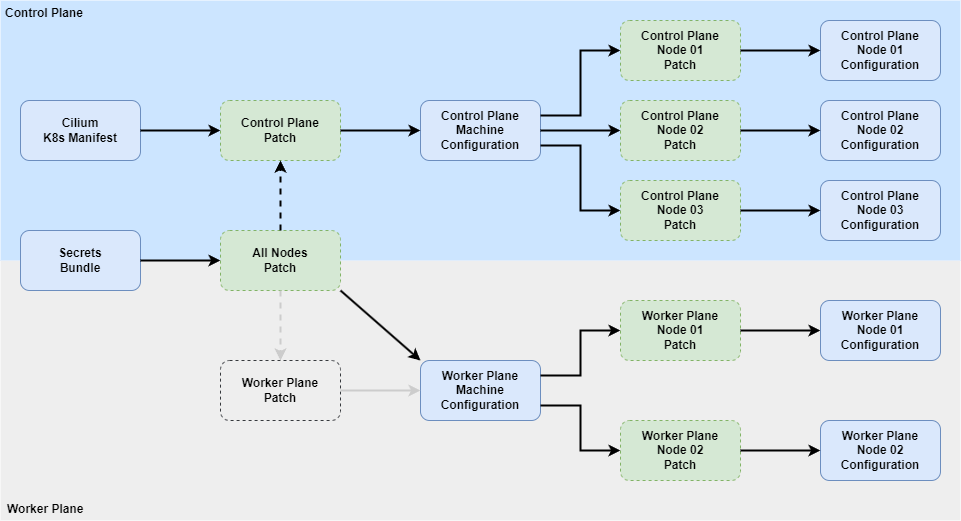 Control Plane
Cilium
K8s Manifest
Control Plane
Patch
Control Plane
Machine
Configuration
Control Plane
Node 01
Patch
Control Plane
Node 01
Configuration
Control Plane
Node 02
Patch
Control Plane
Node 02
Configuration
Control Plane
Node 03
Patch
Control Plane
Node 03
Configuration
Secrets
Bundle
All Nodes
Patch
Worker Plane
Patch
Worker Plane
Machine
Configuration
Worker Plane
Node 01
Patch
Worker Plane
Node 01
Configuration
Worker Plane
Node 02
Patch
Worker Plane
Node 02
Configuration
Worker Plane